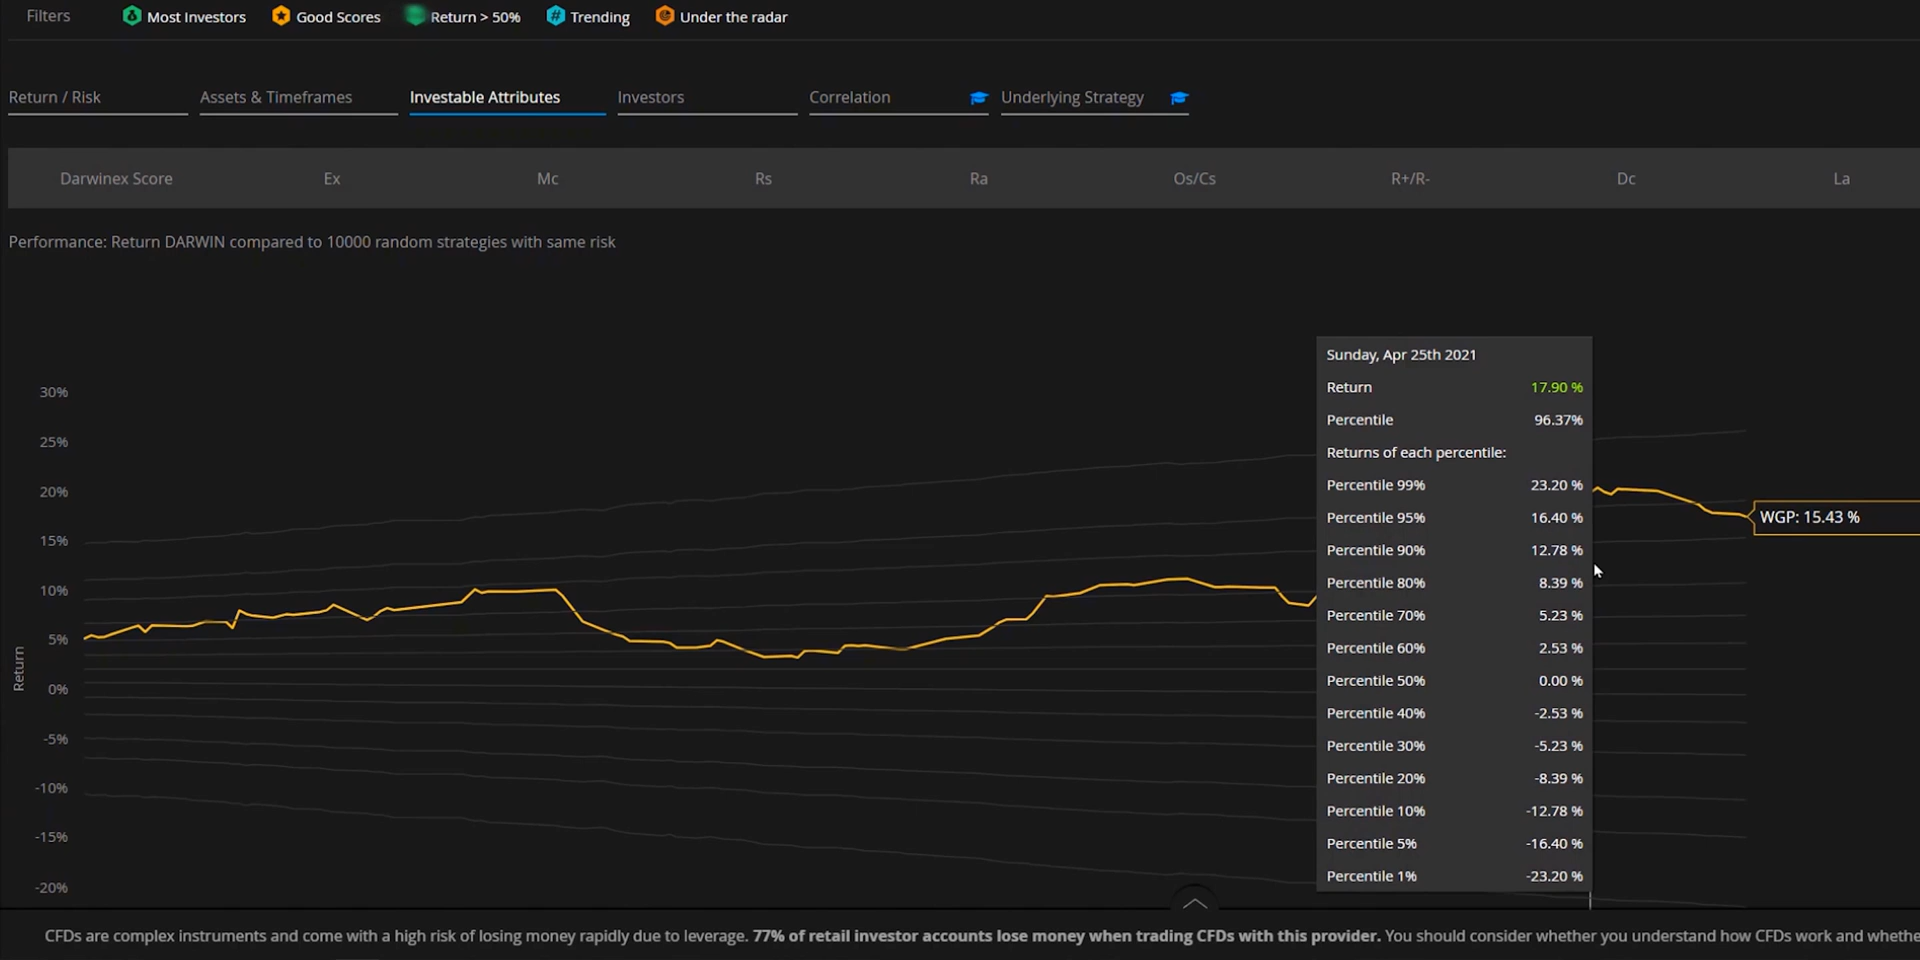 Filters Most Investors Good Scores Return > 50% Trending Under the radar
Return / Risk Assets & Timeframes Investable Attributes Investors Correlation Underlying Strategy
Darwinex Score Ex Mc Rs Ra Os/Cs R+/R- Dc La
Performance: Return DARWIN compared to 10000 random strategies with same risk
30%
25%
20%
15%
10%
5%
0%
-5%
-10%
-15%
-20%
Return
Sunday, Apr 25th 2021
Return 17.90 %
Percentile 96.37%
Returns of each percentile:
Percentile 99% 23.20 %
Percentile 95% 16.40 %
Percentile 90% 12.78 %
Percentile 80% 8.39 %
Percentile 70% 5.23 %
Percentile 60% 2.53 %
Percentile 50% 0.00 %
Percentile 40% -2.53 %
Percentile 30% -5.23 %
Percentile 20% -8.39 %
Percentile 10% -12.78 %
Percentile 5% -16.40 %
Percentile 1% -23.20 %
WGP: 15.43 %
CFDs are complex instruments and come with a high risk of losing money rapidly due to leverage. 77% of retail investor accounts lose money when trading CFDs with this provider. You should consider whether you understand how CFDs work and whethe